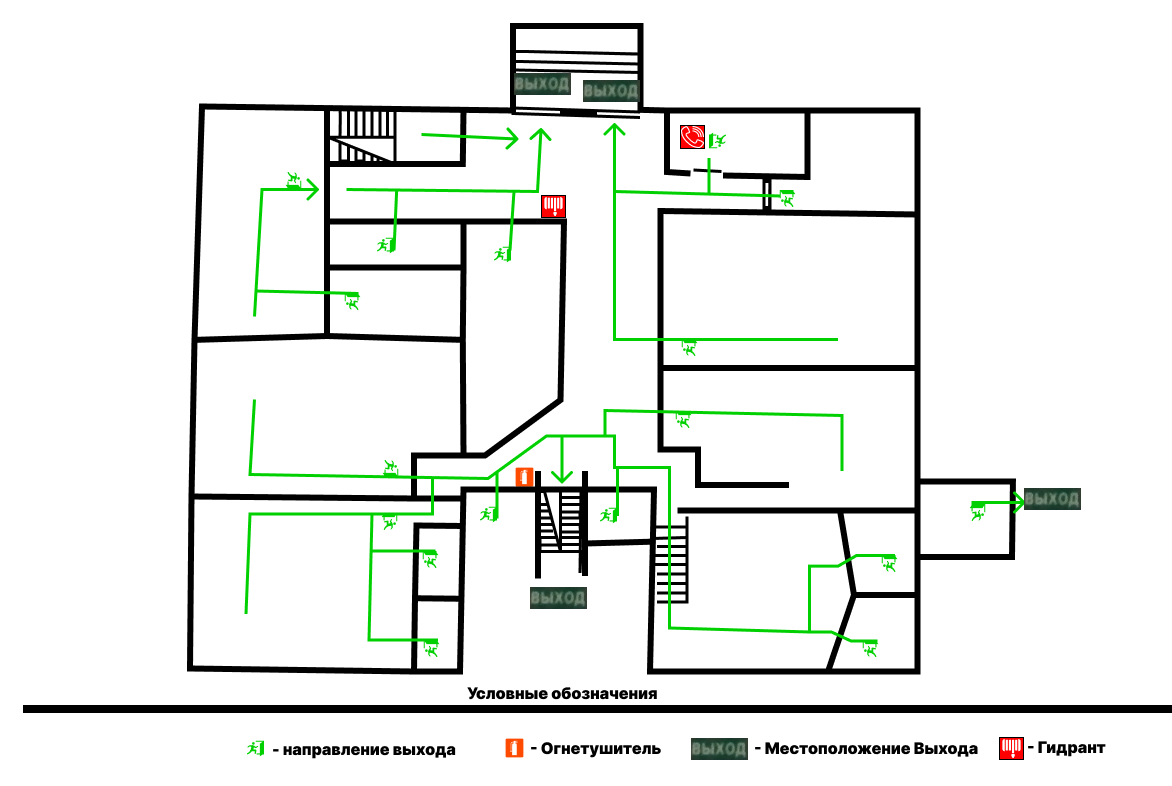 ВЫХОД
ВЫХОД
ВЫХОД
ВЫХОД
Условные обозначения
- направление выхода
- Огнетушитель
ВЫХОД
- Местоположение Выхода
- Гидрант